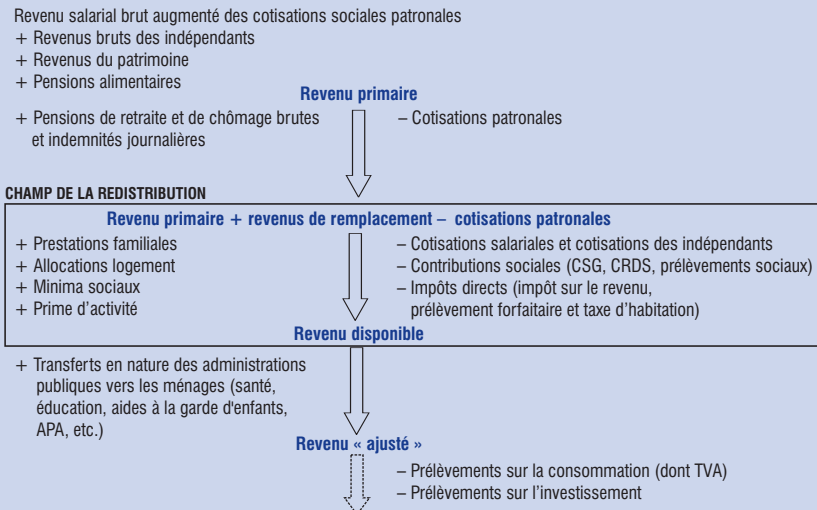 Revenu salarial brut augmenté des cotisations sociales patronales
+ Revenus bruts des indépendants
+ Revenus du patrimoine
+ Pensions alimentaires
Revenu primaire
+ Pensions de retraite et de chômage brutes
et indemnités journalières
– Cotisations patronales
CHAMP DE LA REDISTRIBUTION
Revenu primaire + revenus de remplacement – cotisations patronales
+ Prestations familiales
+ Allocations logement
+ Minima sociaux
+ Prime d’activité
– Cotisations salariales et cotisations des indépendants
– Contributions sociales (CSG, CRDS, prélèvements sociaux)
– Impôts directs (impôt sur le revenu,
prélèvement forfaitaire et taxe d’habitation)
Revenu disponible
+ Transferts en nature des administrations
publiques vers les ménages (santé,
éducation, aides à la garde d'enfants,
APA, etc.)
Revenu « ajusté »
– Prélèvements sur la consommation (dont TVA)
– Prélèvements sur l’investissement